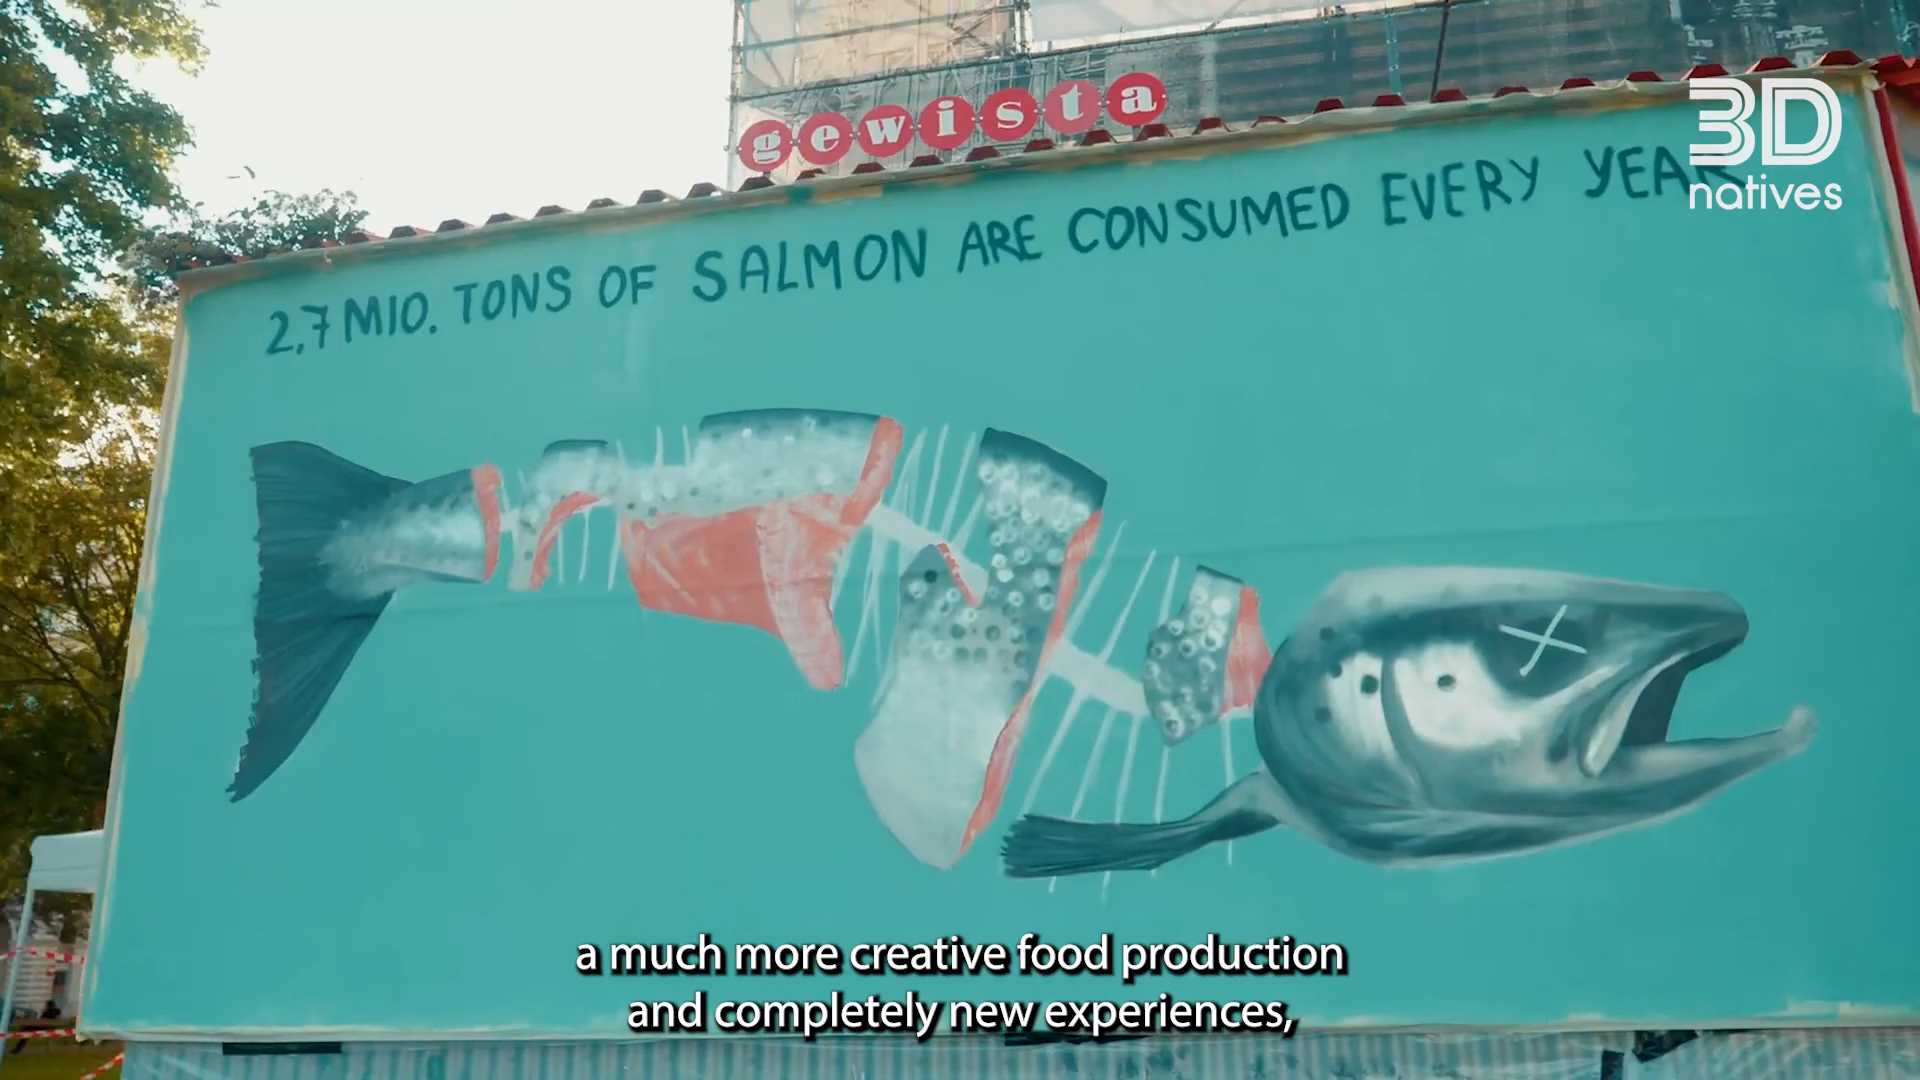 gewista
3D
natives
2,7 MIO. TONS OF SALMON ARE CONSUMED EVERY YEAR
a much more creative food production
and completely new experiences,